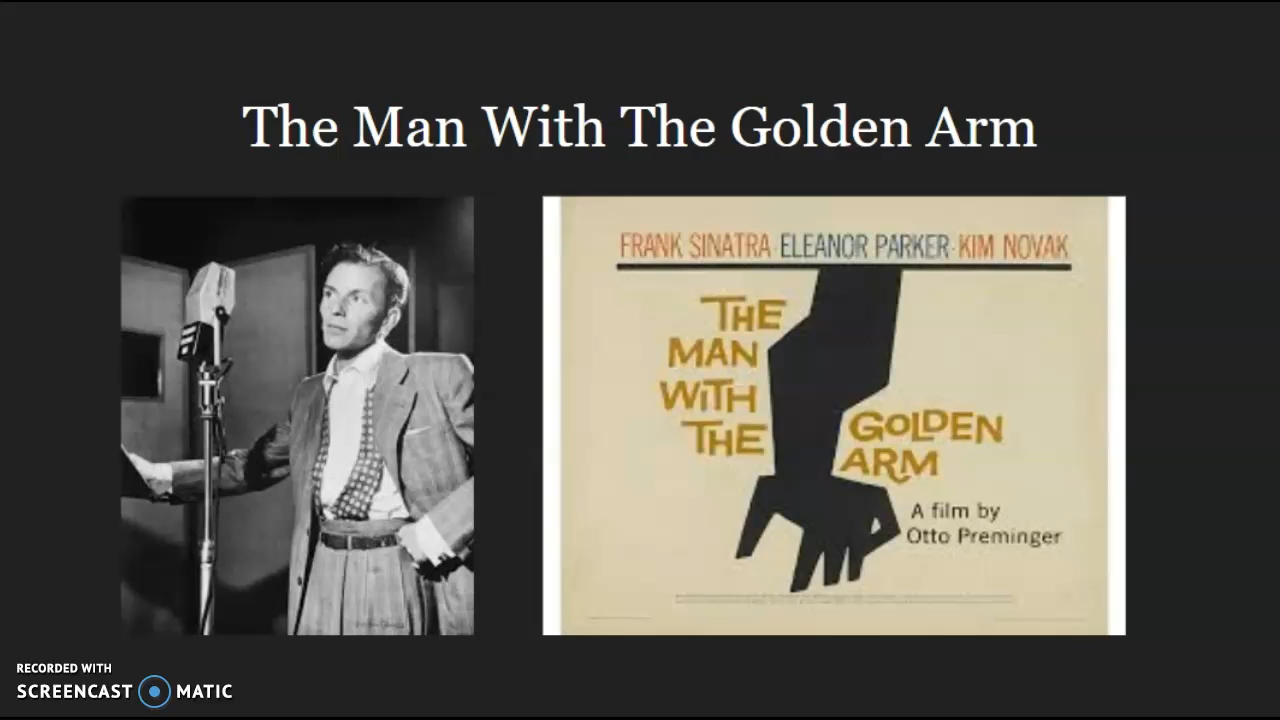 The Man With The Golden Arm
FRANK SINATRA · ELEANOR PARKER · KIM NOVAK
THE
MAN
WITH
THE
GOLDEN
ARM
A film by
Otto Preminger
RECORDED WITH
SCREENCAST MATIC